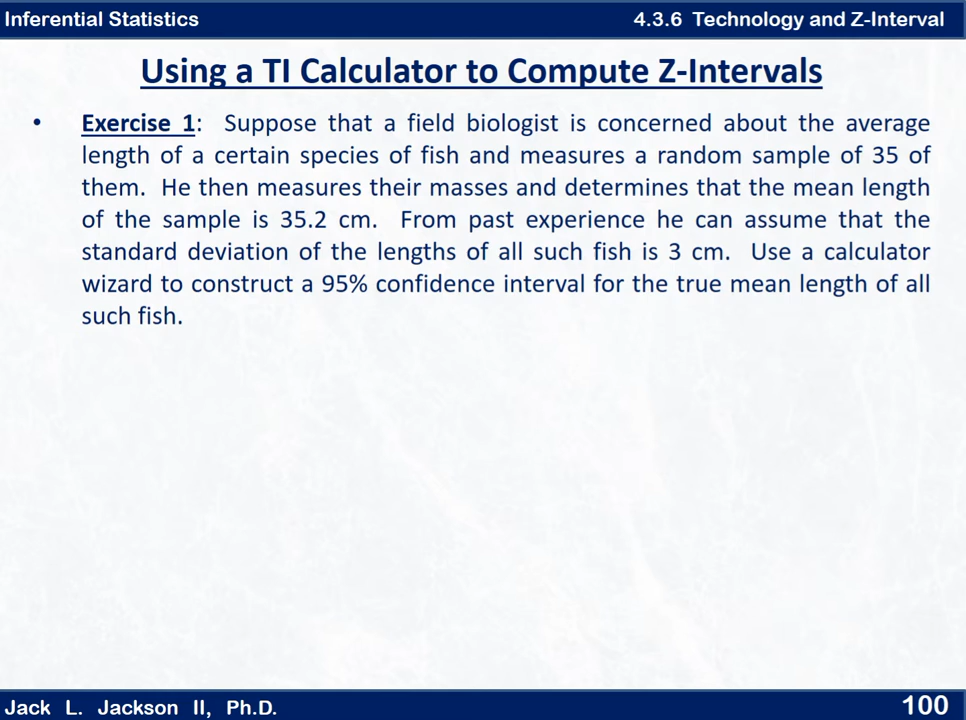 Inferential Statistics
4.3.6 Technology and Z-Interval
Using a TI Calculator to Compute Z-Intervals
• Exercise 1: Suppose that a field biologist is concerned about the average
length of a certain species of fish and measures a random sample of 35 of
them. He then measures their masses and determines that the mean length
of the sample is 35.2 cm. From past experience he can assume that the
standard deviation of the lengths of all such fish is 3 cm. Use a calculator
wizard to construct a 95% confidence interval for the true mean length of all
such fish.
Jack L. Jackson II, Ph.D.
100